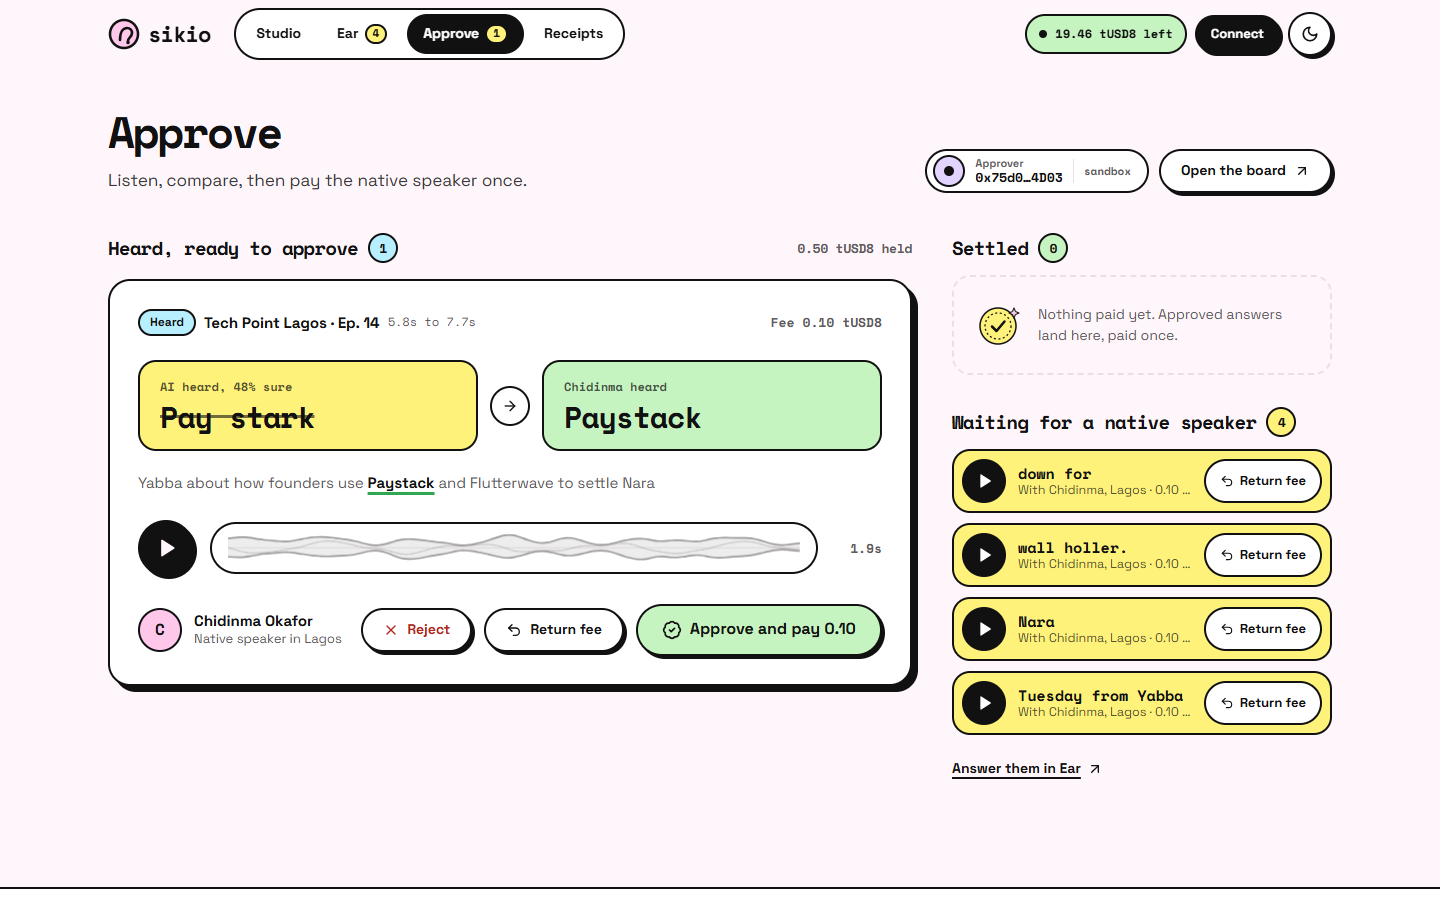 sikio
Studio
Ear 4
Approve 1
Receipts
19.46 tUSD8 left
Connect
Approve
Listen, compare, then pay the native speaker once.
Approver
0x75d0…4D03
sandbox
Open the board
Heard, ready to approve 1
0.50 tUSD8 held
Heard
Tech Point Lagos · Ep. 14
5.8s to 7.7s
Fee 0.10 tUSD8
AI heard, 48% sure
Pay stark
Chidinma heard
Paystack
Yabba about how founders use Paystack and Flutterwave to settle Nara
1.9s
C
Chidinma Okafor
Native speaker in Lagos
Reject
Return fee
Approve and pay 0.10
Settled 0
Nothing paid yet. Approved answers
land here, paid once.
Waiting for a native speaker 4
down for
With Chidinma, Lagos · 0.10 …
Return fee
wall holler.
With Chidinma, Lagos · 0.10 …
Return fee
Nara
With Chidinma, Lagos · 0.10 …
Return fee
Tuesday from Yabba
With Chidinma, Lagos · 0.10 …
Return fee
Answer them in Ear